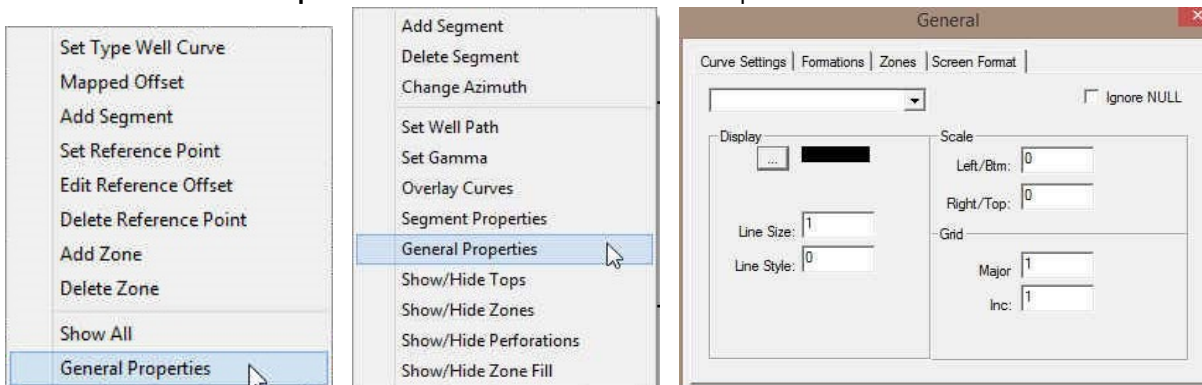 Set Type Well Curve
Mapped Offset
Add Segment
Set Reference Point
Edit Reference Offset
Delete Reference Point
Add Zone
Delete Zone
Show All
General Properties
Add Segment
Delete Segment
Change Azimuth
Set Well Path
Set Gamma
Overlay Curves
Segment Properties
General Properties
Show/Hide Tops
Show/Hide Zones
Show/Hide Perforations
Show/Hide Zone Fill
General
Curve Settings Formations Zones Screen Format
Ignore NULL
Display
...
Line Size: 1
Line Style: 0
Scale
Left/Btm: 0
Right/Top: 0
Grid
Major 1
Inc: 1